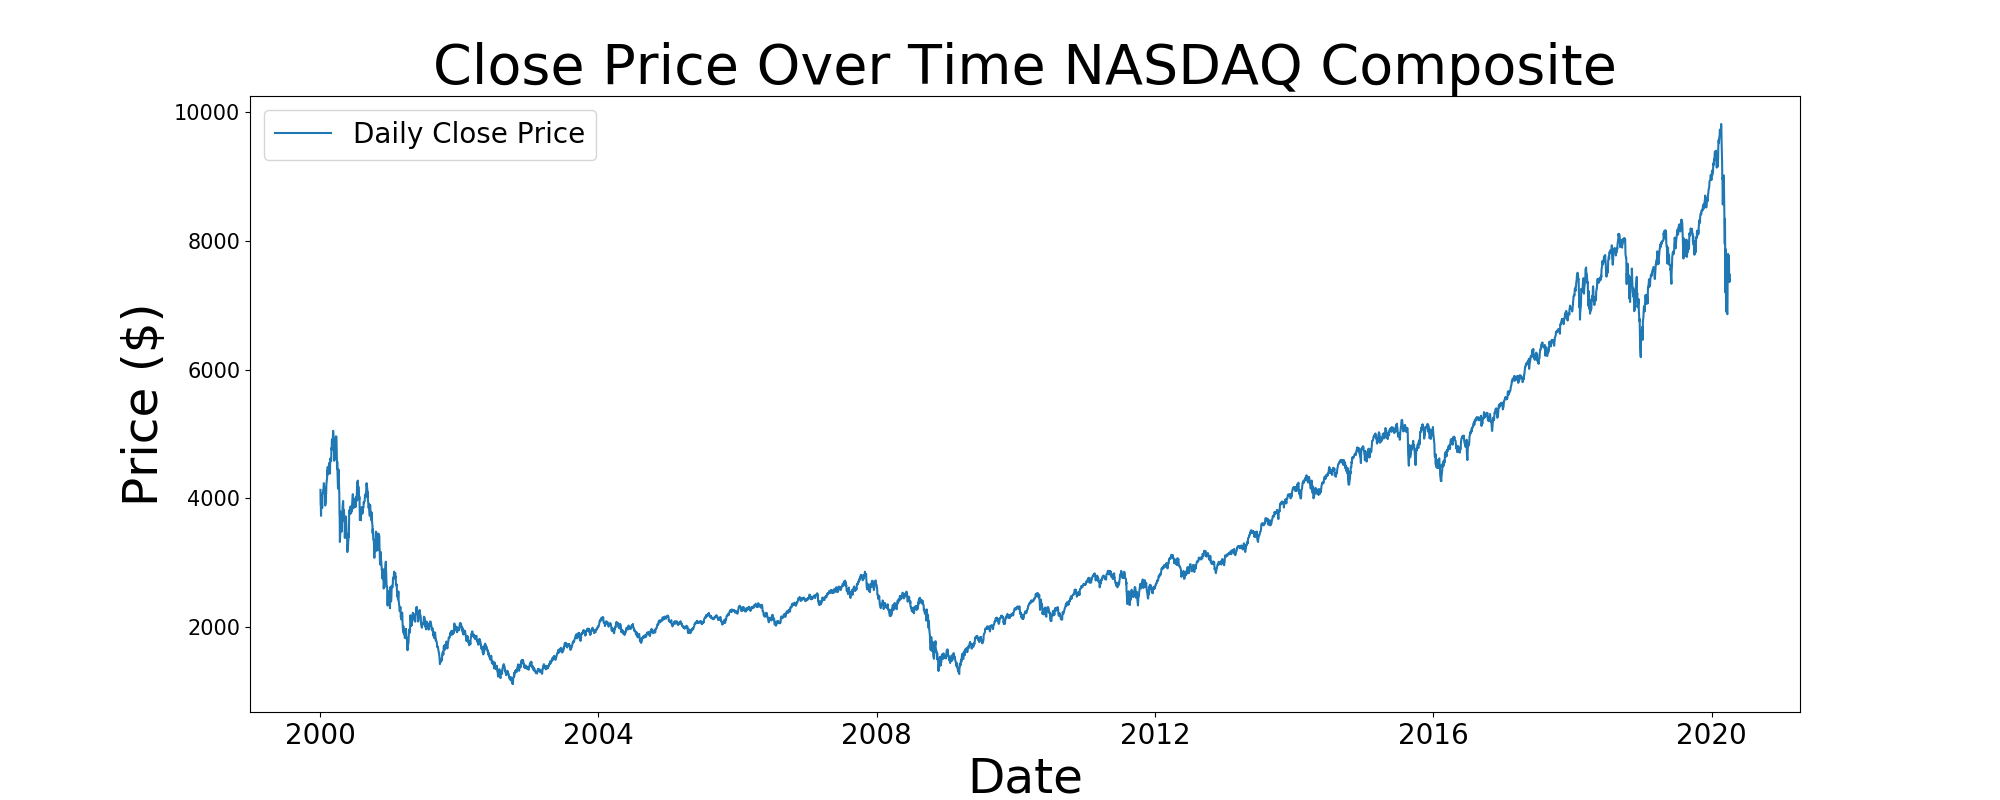 Close Price Over Time NASDAQ Composite
Daily Close Price
Price ($)
10000
8000
6000
4000
2000
2000 2004 2008 2012 2016 2020
Date